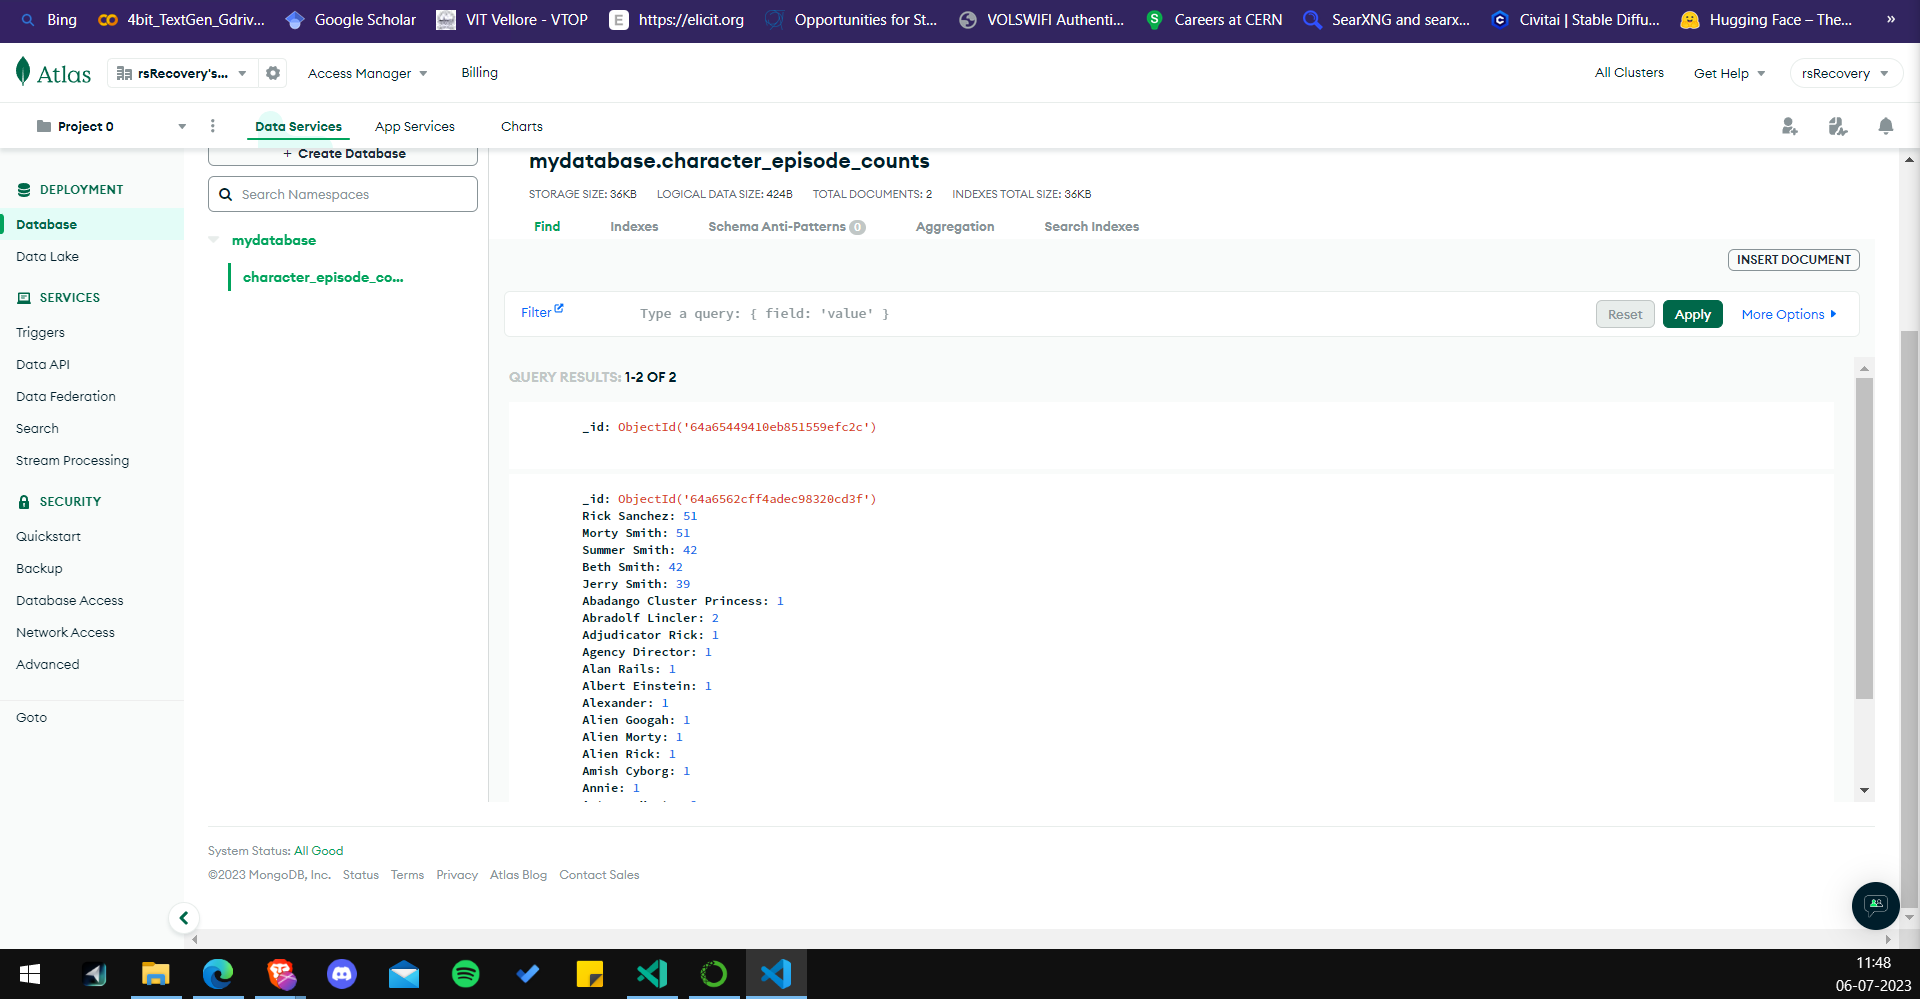 Bing 4bit_TextGen_Gdriv... Google Scholar VIT Vellore - VTOP E https://elicit.org Opportunities for St... VOLSWIFI Authenti... S Careers at CERN SearXNG and searx... C Civitai | Stable Diffu... Hugging Face – The... »
Atlas rsRecovery's... Access Manager Billing All Clusters Get Help rsRecovery
Project 0 Data Services App Services Charts
+ Create Database
Search Namespaces
mydatabase
character_episode_co...
DEPLOYMENT
Database
Data Lake
SERVICES
Triggers
Data API
Data Federation
Search
Stream Processing
SECURITY
Quickstart
Backup
Database Access
Network Access
Advanced
Goto
mydatabase.character_episode_counts
STORAGE SIZE: 36KB LOGICAL DATA SIZE: 424B TOTAL DOCUMENTS: 2 INDEXES TOTAL SIZE: 36KB
Find Indexes Schema Anti-Patterns 0 Aggregation Search Indexes
INSERT DOCUMENT
Filter Type a query: { field: 'value' } Reset Apply More Options
QUERY RESULTS: 1-2 OF 2
_id: ObjectId('64a65449410eb851559efc2c')
_id: ObjectId('64a6562cff4adec98320cd3f')
Rick Sanchez: 51
Morty Smith: 51
Summer Smith: 42
Beth Smith: 42
Jerry Smith: 39
Abadango Cluster Princess: 1
Abradolf Lincler: 2
Adjudicator Rick: 1
Agency Director: 1
Alan Rails: 1
Albert Einstein: 1
Alexander: 1
Alien Googah: 1
Alien Morty: 1
Alien Rick: 1
Amish Cyborg: 1
Annie: 1
System Status: All Good
©2023 MongoDB, Inc. Status Terms Privacy Atlas Blog Contact Sales
11:48
06-07-2023